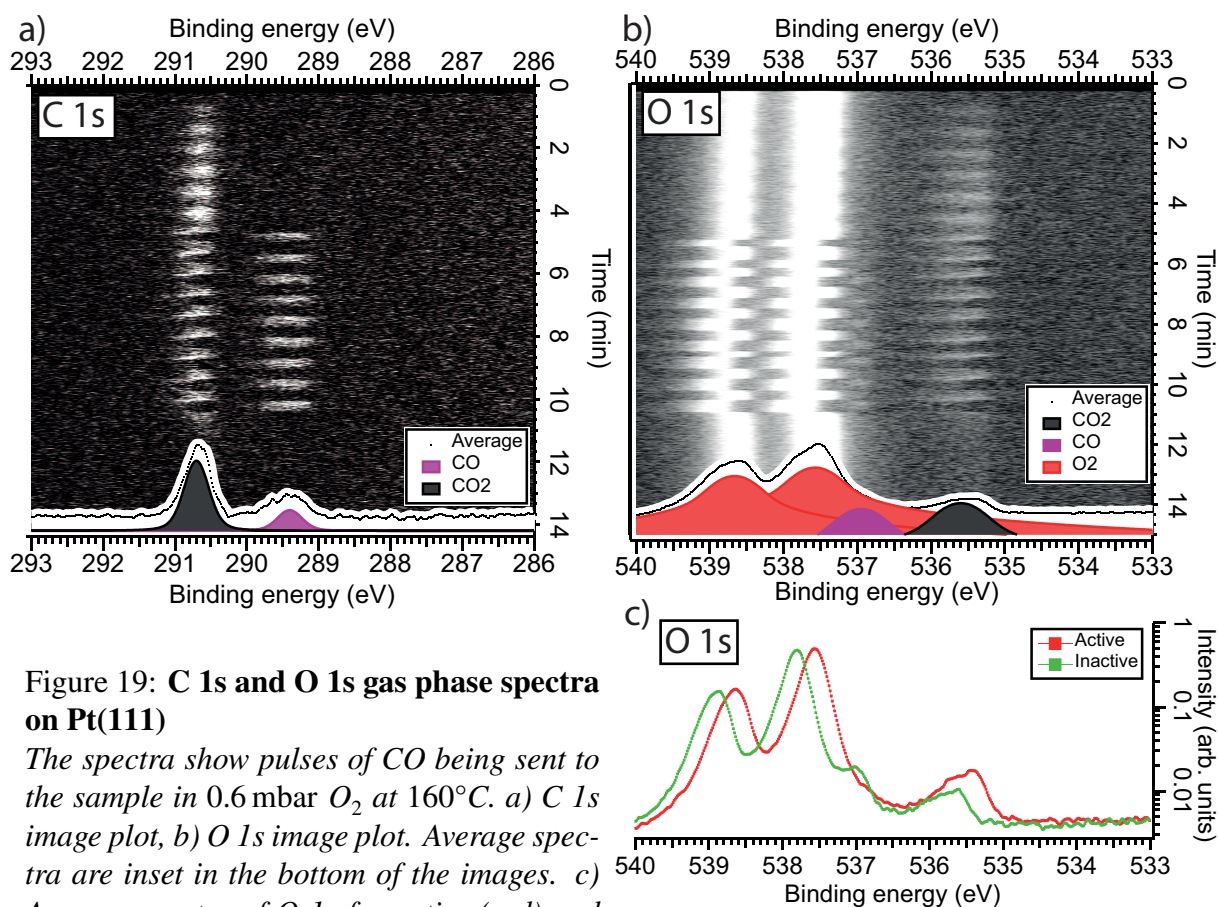 a)
Binding energy (eV)
293 292 291 290 289 288 287 286
C 1s
0
2
4
6
8
10
12
14
Time (min)
Average
CO
CO2
293 292 291 290 289 288 287 286
Binding energy (eV)
b)
Binding energy (eV)
540 539 538 537 536 535 534 533
O 1s
0
2
4
6
8
10
12
14
Time (min)
Average
CO2
CO
O2
540 539 538 537 536 535 534 533
Binding energy (eV)
c)
O 1s
Active
Inactive
1
0.1
0.01
Intensity (arb. units)
540 539 538 537 536 535 534 533
Binding energy (eV)
Figure 19: C 1s and O 1s gas phase spectra
on Pt(111)
The spectra show pulses of CO being sent to
the sample in 0.6 mbar O2 at 160°C. a) C 1s
image plot, b) O 1s image plot. Average spec-
tra are inset in the bottom of the images. c)